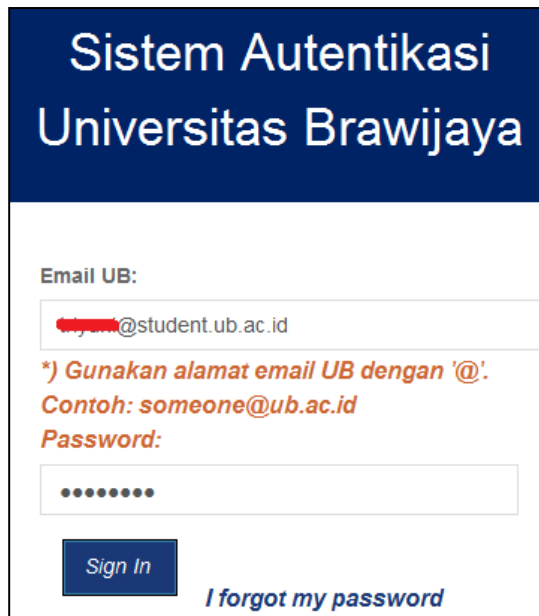 Sistem Autentikasi
Universitas Brawijaya
Email UB:
@student.ub.ac.id
*) Gunakan alamat email UB dengan '@'.
Contoh: someone@ub.ac.id
Password:
••••••••
Sign In
I forgot my password